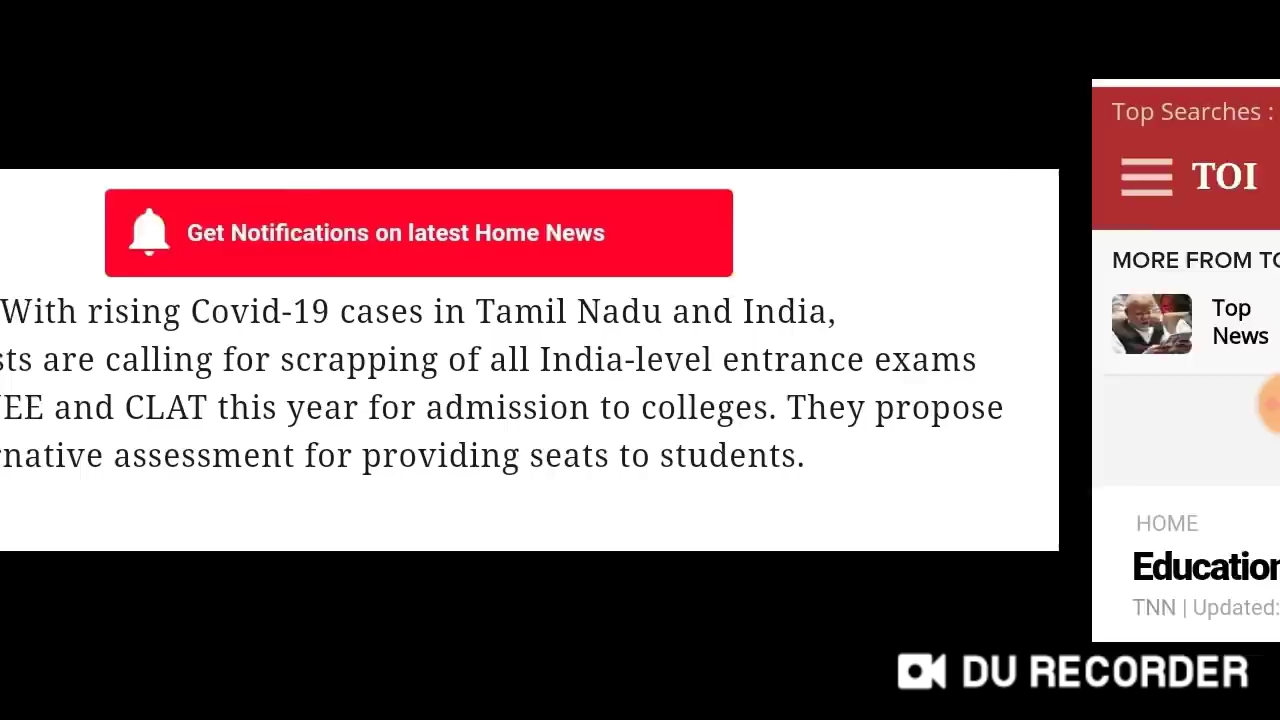 Get Notifications on latest Home News
With rising Covid-19 cases in Tamil Nadu and India,
sts are calling for scrapping of all India-level entrance exams
JEE and CLAT this year for admission to colleges. They propose
rnative assessment for providing seats to students.
Top Searches :
TOI
MORE FROM TO
Top
News
HOME
Education
TNN | Updated:
DU RECORDER